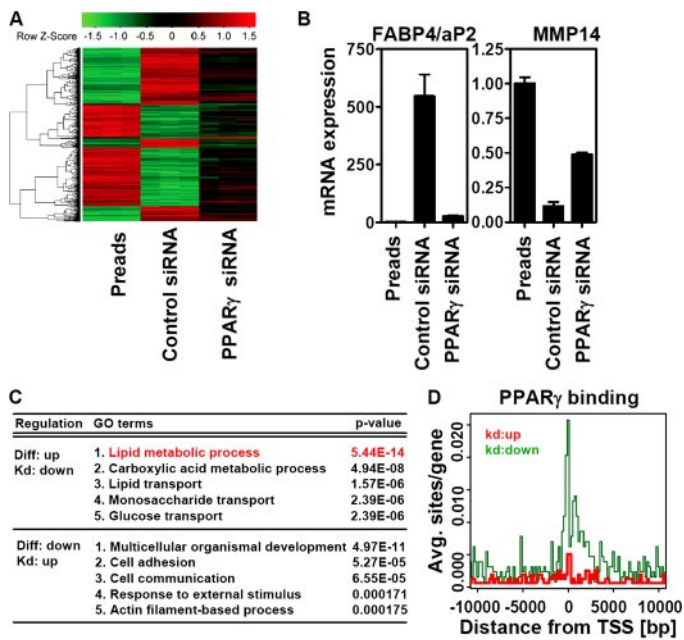 A
Row Z-Score
-1.5 -1.0 -0.5 0 0.5 1.0 1.5
Preads
Control siRNA
PPARγ siRNA
B
FABP4/aP2
MMP14
mRNA expression
750
500
250
0
1.25
1.00
0.75
0.50
0.25
0.00
Preads
Control siRNA
PPARγ siRNA
Preads
Control siRNA
PPARγ siRNA
C
Regulation GO terms p-value
Diff: up
Kd: down
1. Lipid metabolic process 5.44E-14
2. Carboxylic acid metabolic process 4.94E-08
3. Lipid transport 1.57E-06
4. Monosaccharide transport 2.39E-06
5. Glucose transport 2.39E-06
Diff: down
Kd: up
1. Multicellular organismal development 4.97E-11
2. Cell adhesion 5.27E-05
3. Cell communication 6.55E-05
4. Response to external stimulus 0.000171
5. Actin filament-based process 0.000175
D
PPARγ binding
kd:up
kd:down
Avg. sites/gene
0.020
0.010
0.000
-10000 -5000 0 5000 10000
Distance from TSS [bp]